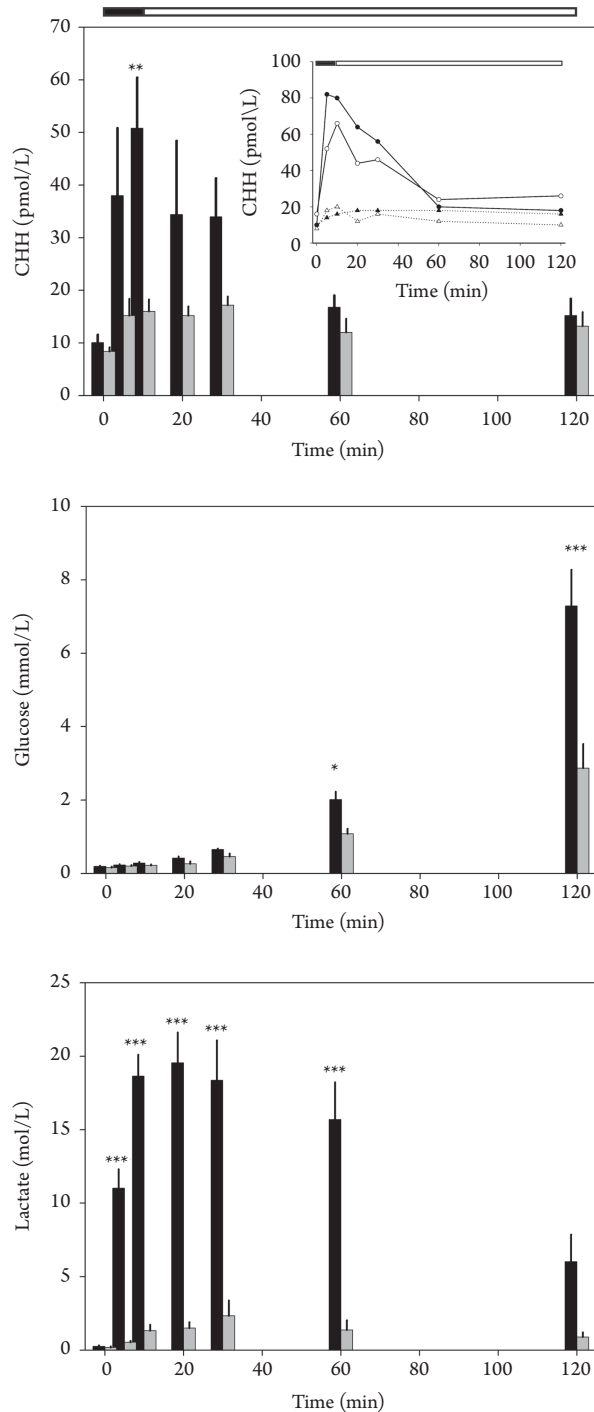 70
60
50
40
30
20
10
0
CHH (pmol/L)
**
100
80
60
40
20
0
CHH (pmol\L)
0 20 40 60 80 100 120
Time (min)
0 20 40 60 80 100 120
Time (min)
10
8
6
4
2
0
Glucose (mmol/L)
*
***
0 20 40 60 80 100 120
Time (min)
25
20
15
10
5
0
Lactate (mol/L)
***
***
***
***
***
0 20 40 60 80 100 120
Time (min)